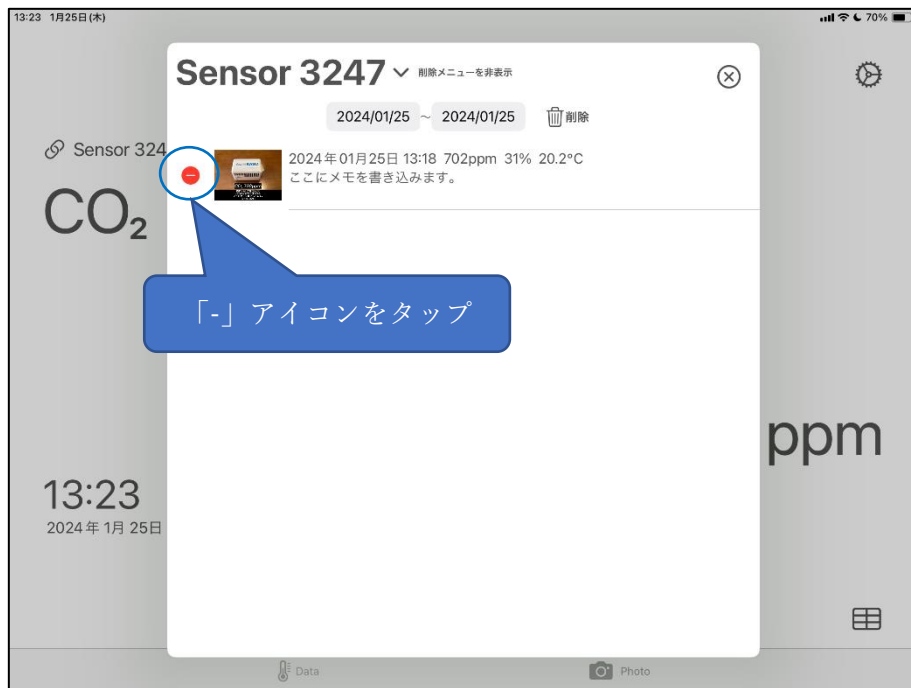 13:23 1月25日(木)
70%
Sensor 3247 削除メニューを非表示
2024/01/25 ~ 2024/01/25 削除
Sensor 324
2024年01月25日 13:18 702ppm 31% 20.2°C
ここにメモを書き込みます。
CO₂
「-」アイコンをタップ
ppm
13:23
2024年 1月 25日
Data
Photo